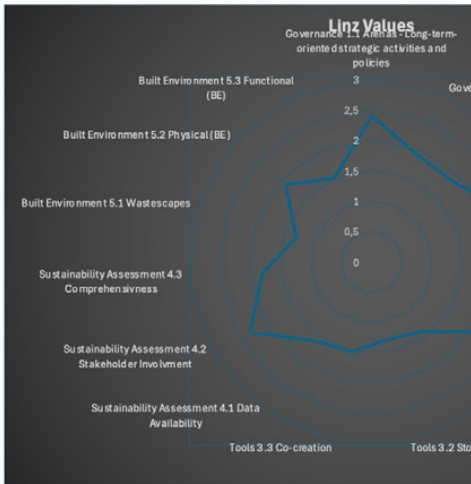 Linz Values
Governance 1.1 Arenas - Long-term-
oriented strategic activities and
policies
Built Environment 5.3 Functional
(BE)
Built Environment 5.2 Physical (BE)
Built Environment 5.1 Wastescapes
Sustainability Assessment 4.3
Comprehensivness
Sustainability Assessment 4.2
Stakeholder Involvment
Sustainability Assessment 4.1 Data
Availability
Tools 3.3 Co-creation
Tools 3.2 Sto
Gove
3
2,5
2
1,5
1
0,5
0